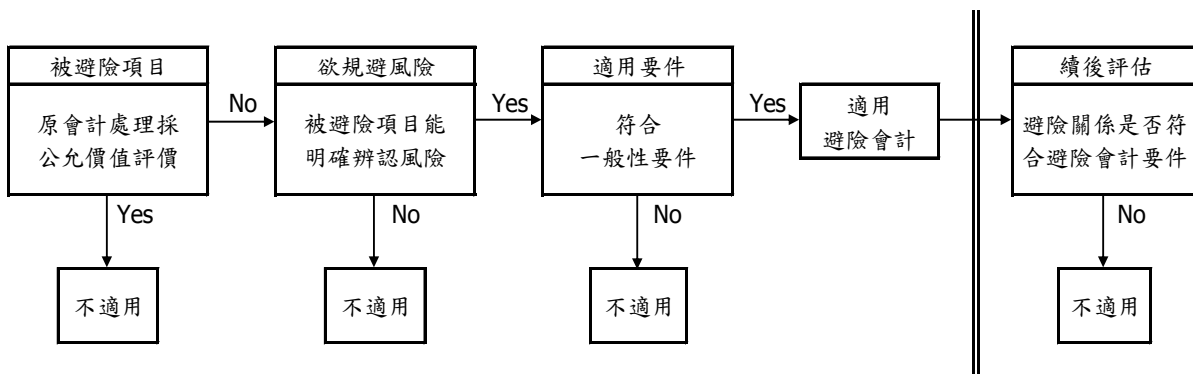 被避險項目
原會計處理採
公允價值評價
No
Yes
不適用
欲規避風險
被避險項目能
明確辨認風險
Yes
No
不適用
適用要件
符合
一般性要件
Yes
No
不適用
適用
避險會計
續後評估
避險關係是否符
合避險會計要件
No
不適用